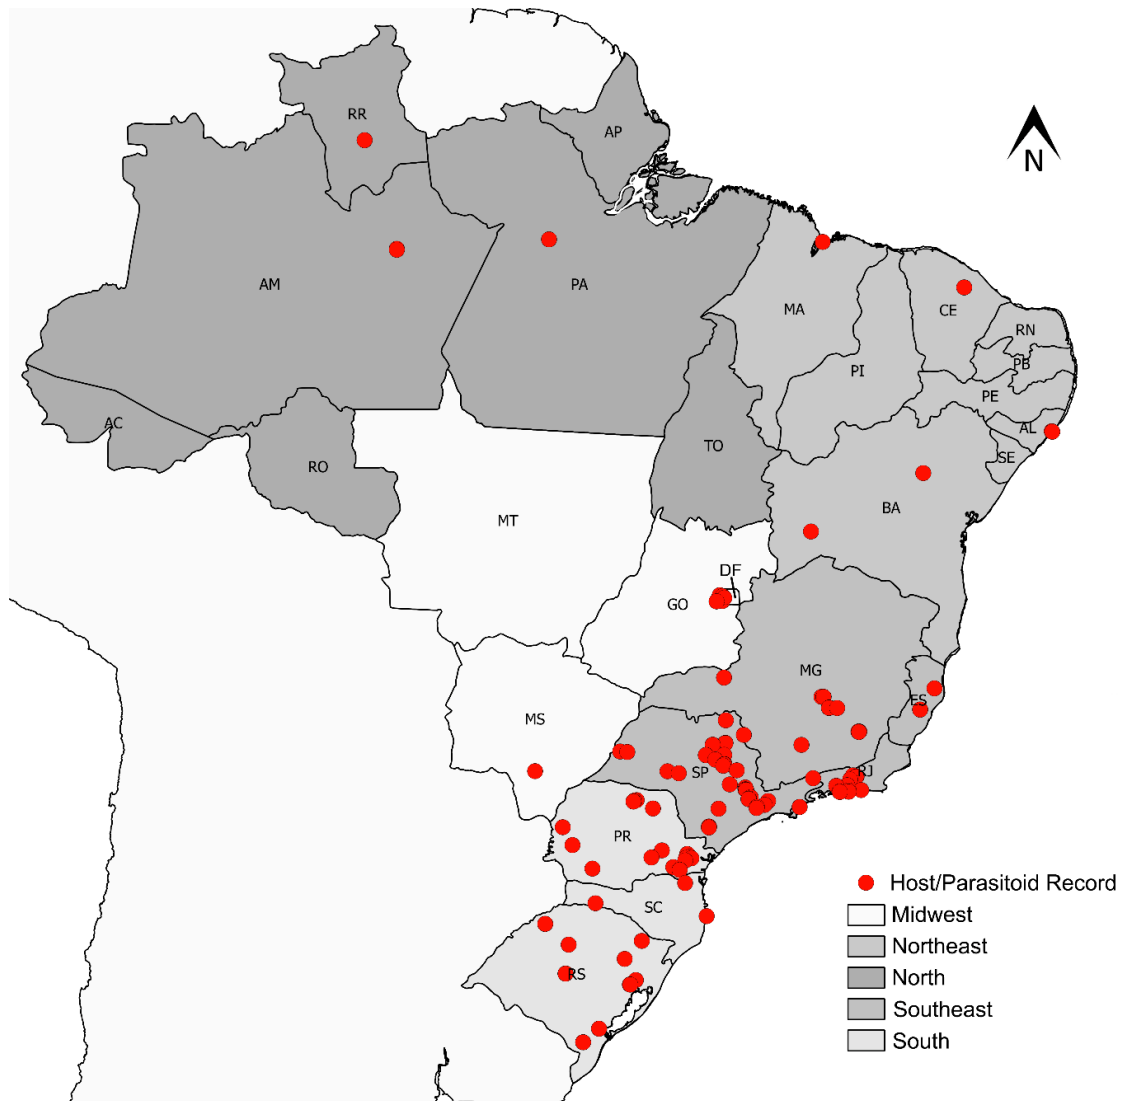 RR
AP
N
AM
PA
MA
CE
RN
PB
PI
PE
AC
AL
TO
SE
RO
BA
MT
DF
GO
MG
ES
MS
SP
RJ
PR
SC
RS
Host/Parasitoid Record
Midwest
Northeast
North
Southeast
South